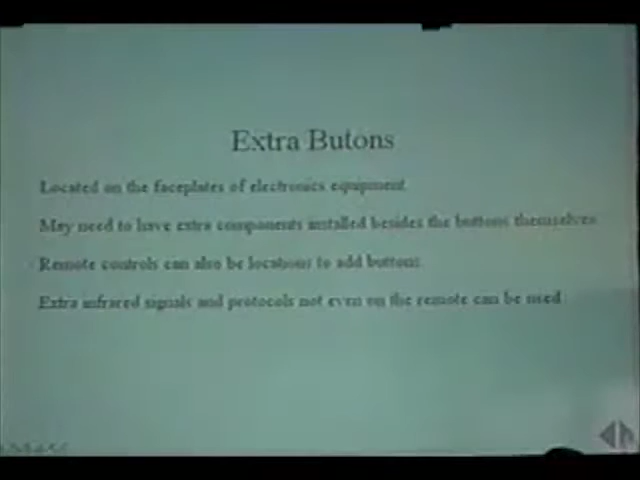 Extra Butons
Located on the faceplates of electronics equipment
May need to have extra components installed besides the buttons themselves
Remote controls can also be locations to add buttons
Extra infrared signals and protocols not even on the remote can be used